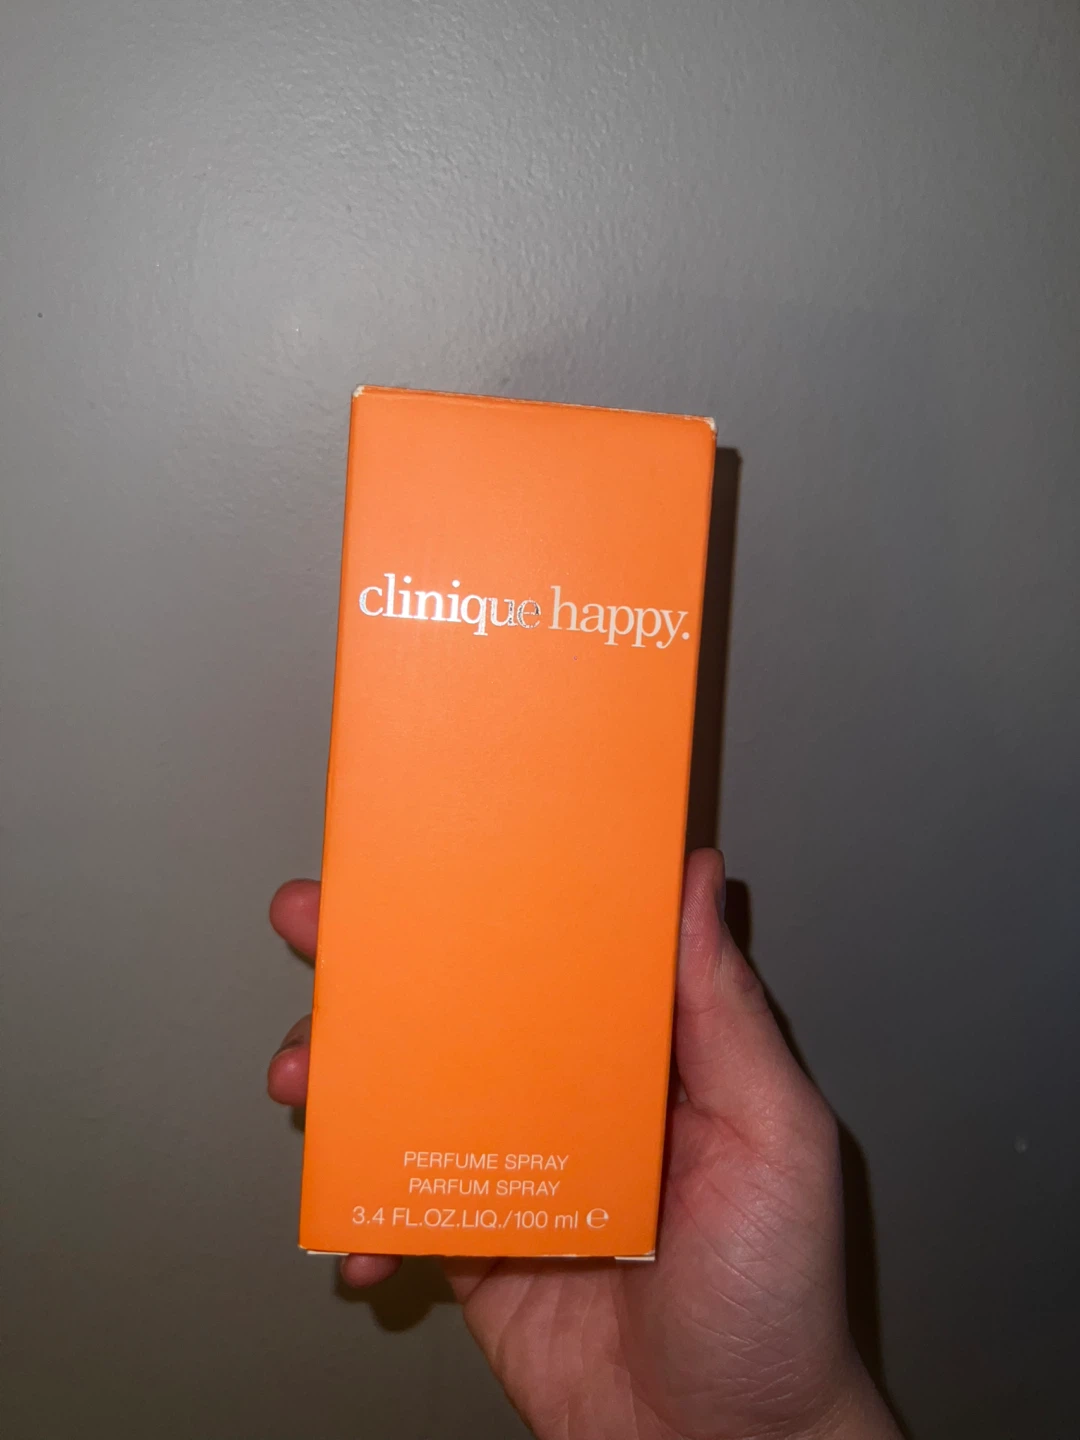 clinique happy.
PERFUME SPRAY
PARFUM SPRAY
3.4 FL.OZ.LIQ./100 ml ℮